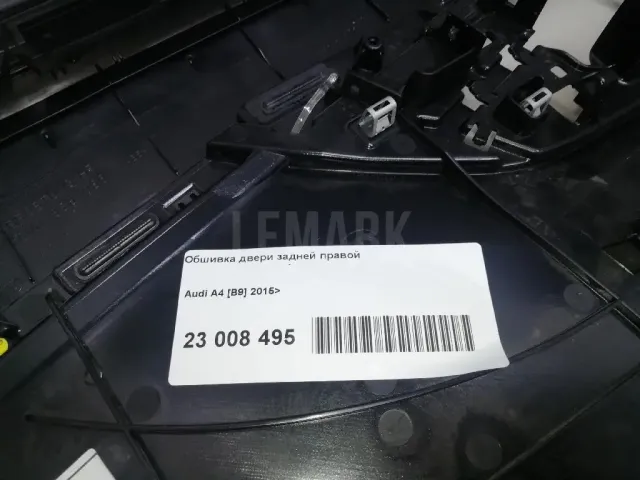 LEMARK
Обшивка двери задней правой
Audi A4 [B9] 2015>
23 008 495